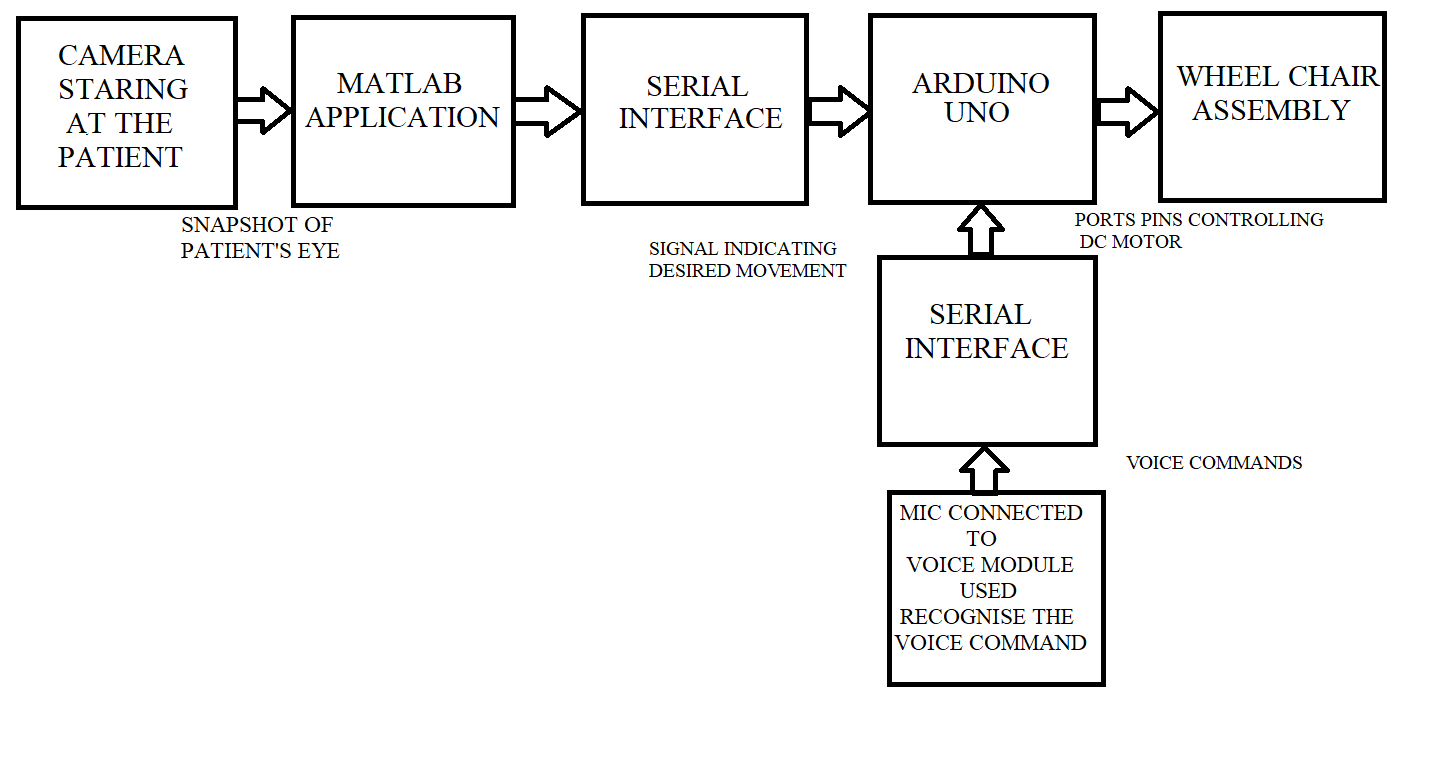 CAMERA
STARING
AT THE
PATIENT
MATLAB
APPLICATION
SERIAL
INTERFACE
ARDUINO
UNO
WHEEL CHAIR
ASSEMBLY
SNAPSHOT OF
PATIENT'S EYE
SIGNAL INDICATING
DESIRED MOVEMENT
PORTS PINS CONTROLLING
DC MOTOR
SERIAL
INTERFACE
VOICE COMMANDS
MIC CONNECTED
TO
VOICE MODULE
USED
RECOGNISE THE
VOICE COMMAND